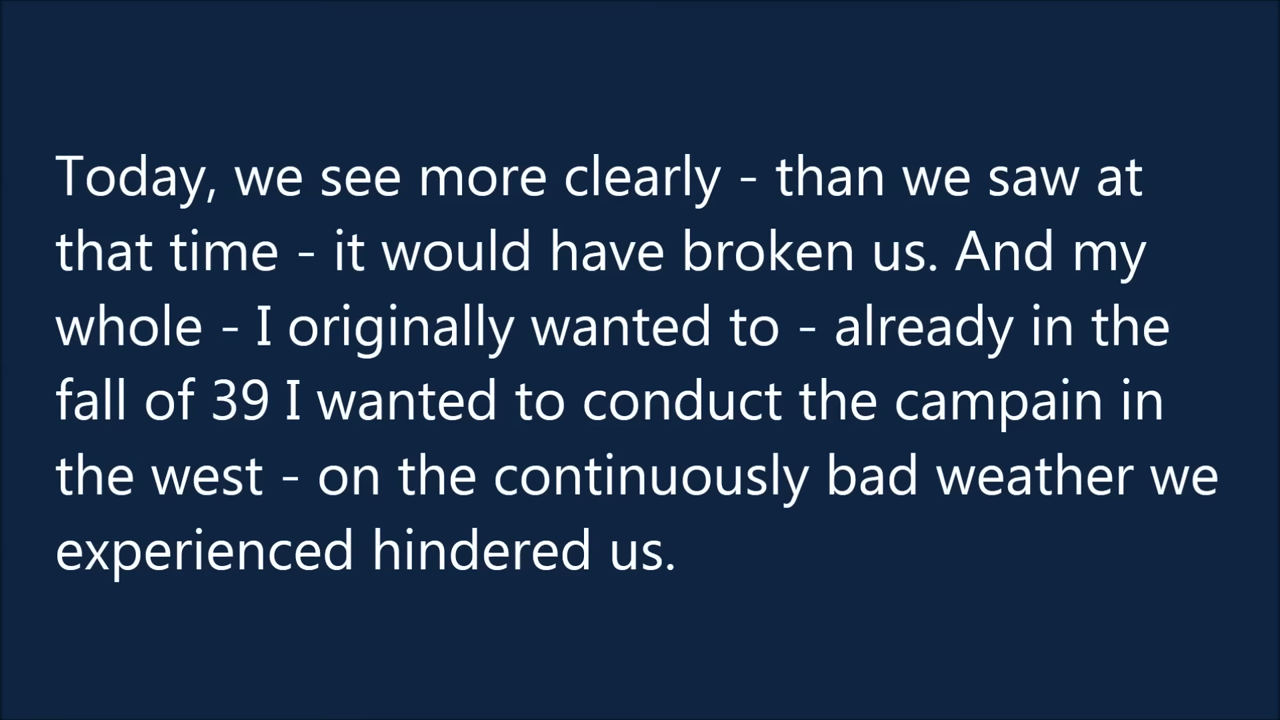 Today, we see more clearly - than we saw at
that time - it would have broken us. And my
whole - I originally wanted to - already in the
fall of 39 I wanted to conduct the campain in
the west - on the continuously bad weather we
experienced hindered us.